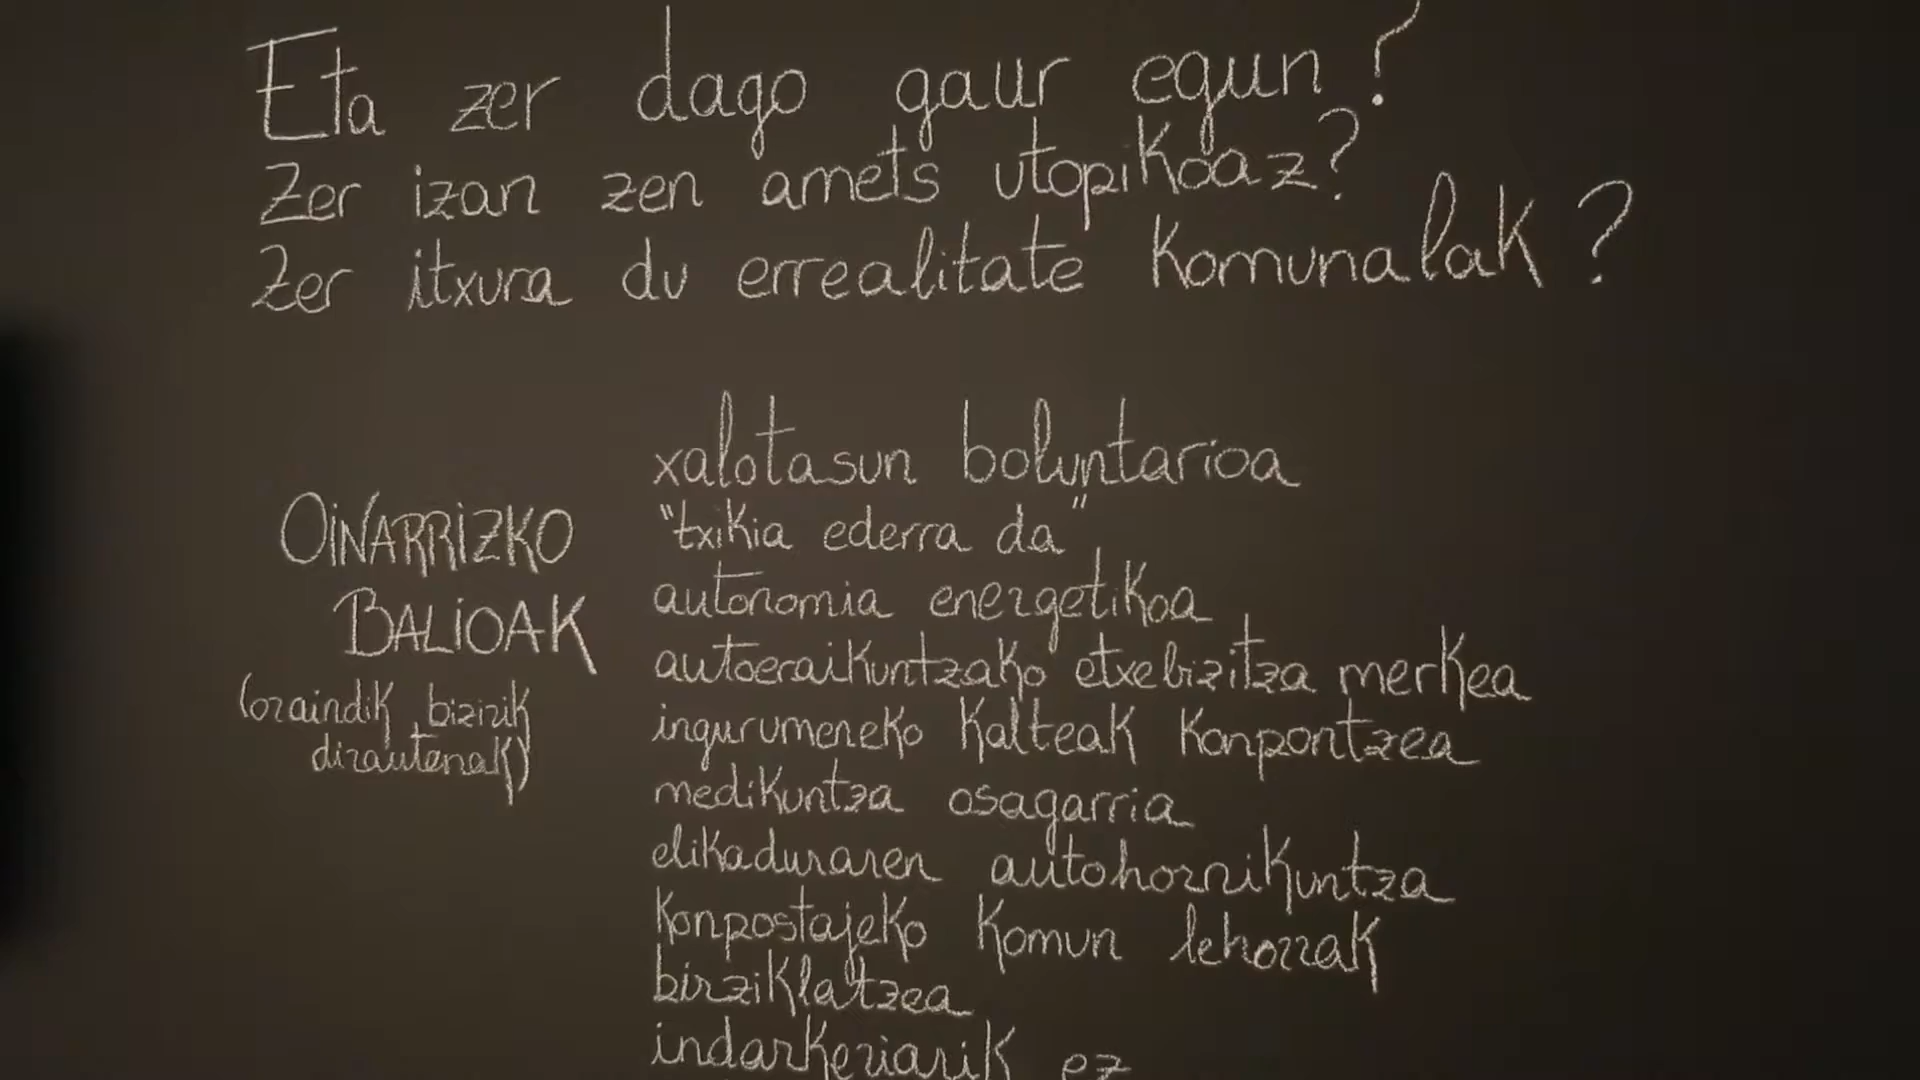 Eta zer dago gaur egun?
Zer izan zen amets utopikoaz?
Zer itxura du errealitate komunalak?
OINARRIZKO
BALIOAK
(oraindik bizirik
dirautenak)
xalotasun boluntarioa
"txikia ederra da"
autonomia energetikoa
autoeraikuntzako etxebizitza merkea
ingurumeneko kalteak konpontzea
medikuntza osagarria
elikaduraren autohornikuntza
konpostajeko komun lehorrak
birziklatzea
indarkeriarik ez